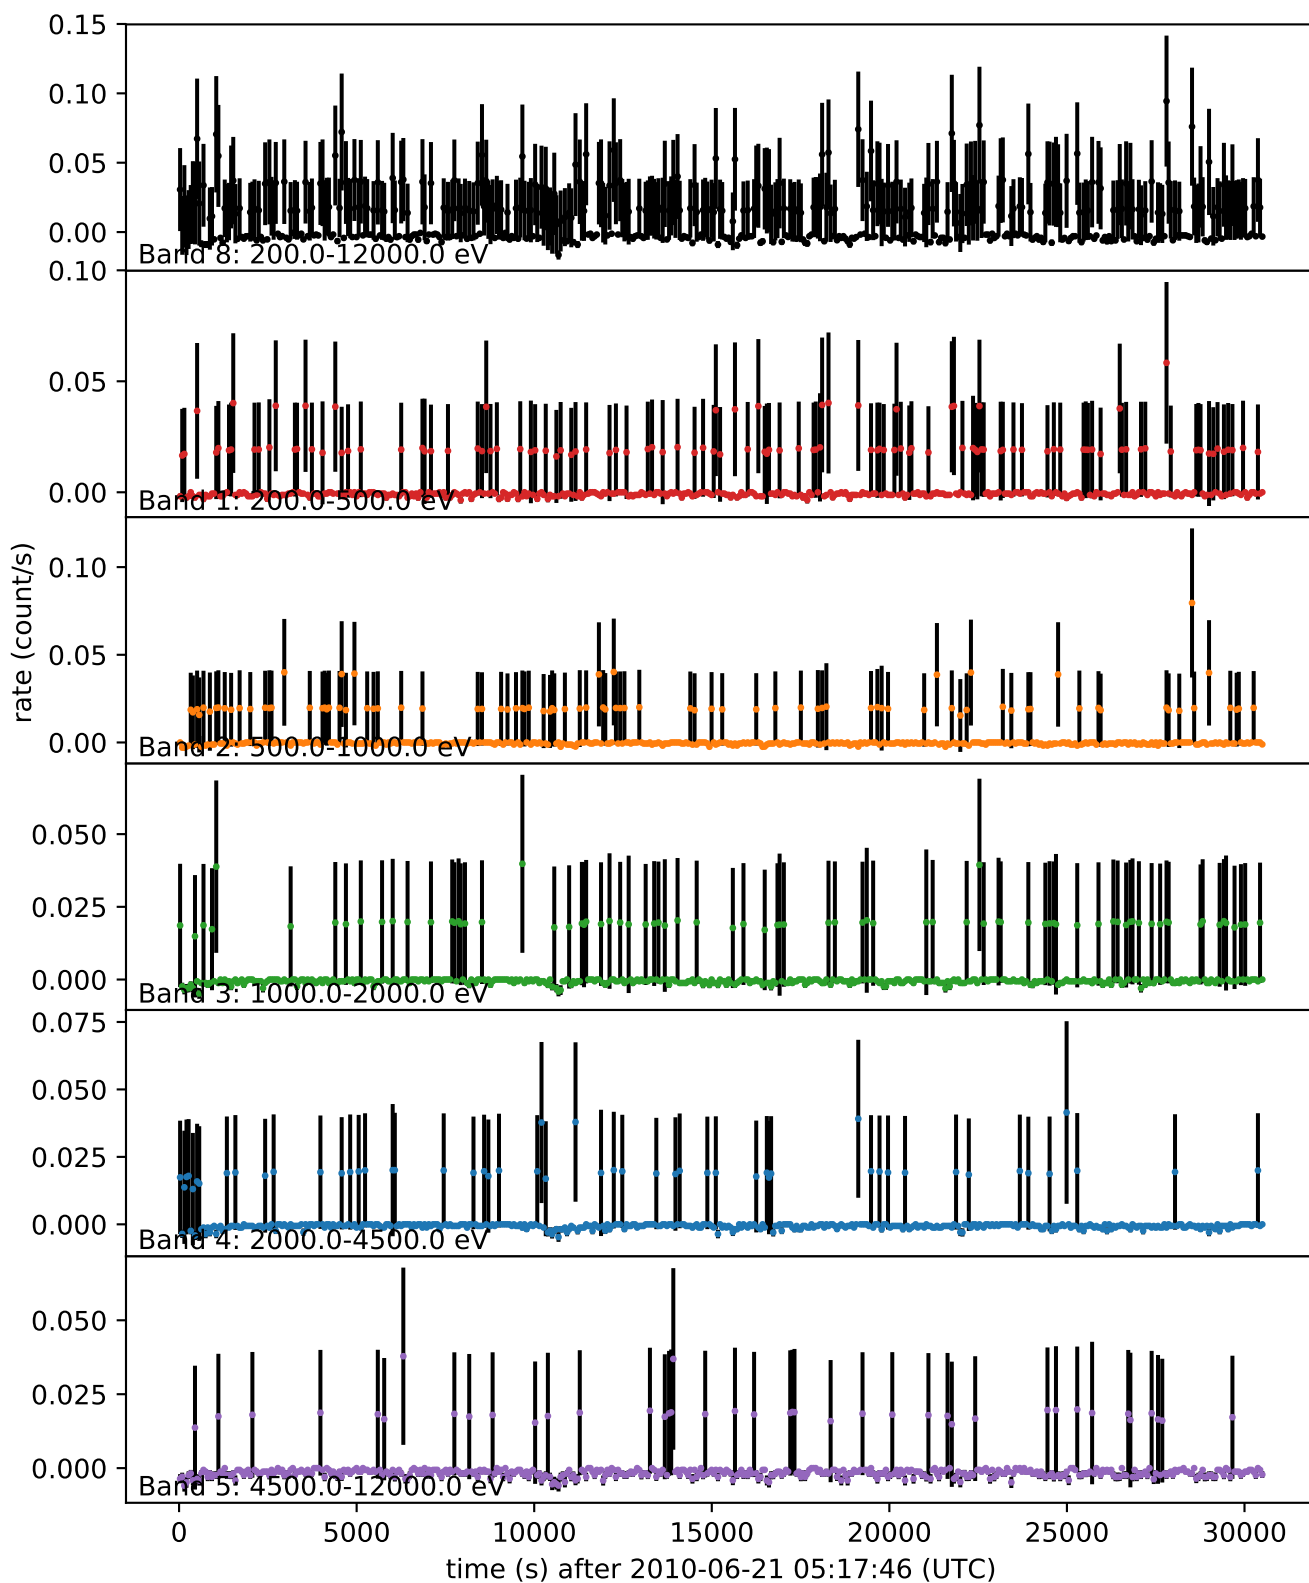 0.15
0.10
0.05
0.00
Band 8: 200.0-12000.0 eV
0.10
0.05
0.00
Band 1: 200.0-500.0 eV
0.10
0.05
0.00
Band 2: 500.0-1000.0 eV
rate (count/s)
0.050
0.025
0.000
Band 3: 1000.0-2000.0 eV
0.075
0.050
0.025
0.000
Band 4: 2000.0-4500.0 eV
0.050
0.025
0.000
Band 5: 4500.0-12000.0 eV
0 5000 10000 15000 20000 25000 30000
time (s) after 2010-06-21 05:17:46 (UTC)